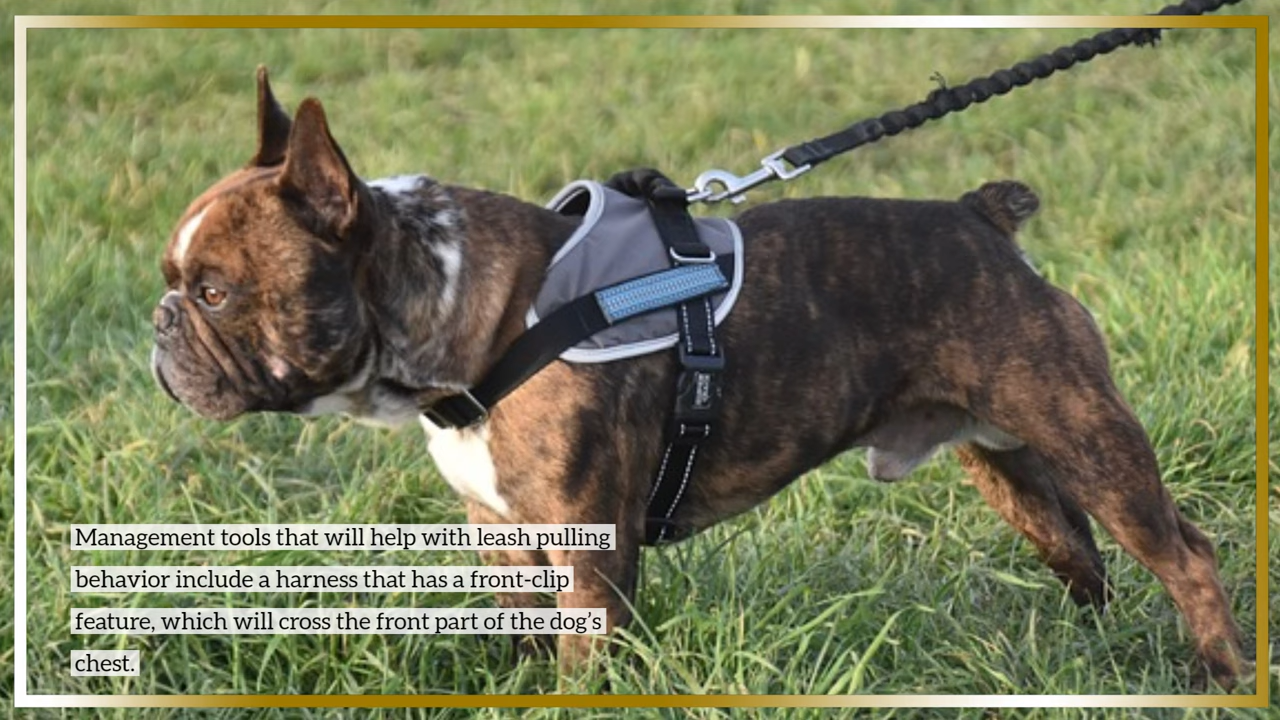 Management tools that will help with leash pulling
behavior include a harness that has a front-clip
feature, which will cross the front part of the dog’s
chest.